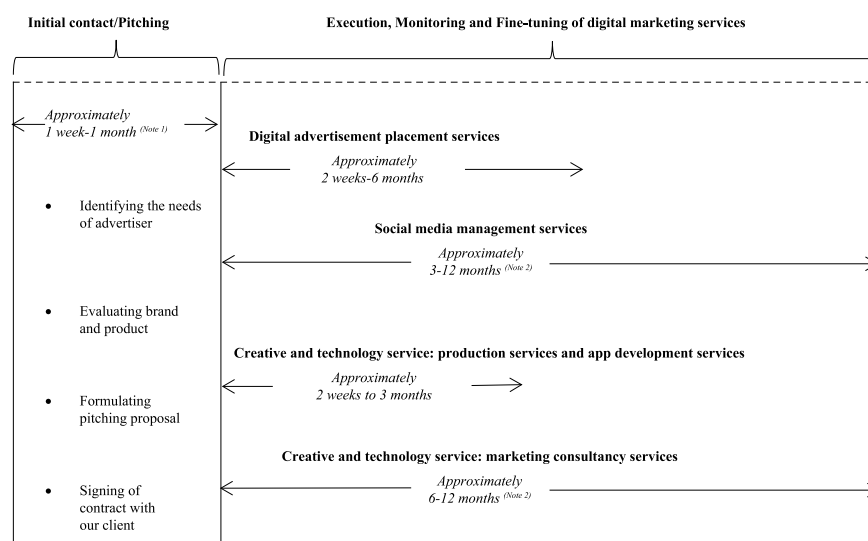 Initial contact/Pitching
Execution, Monitoring and Fine-tuning of digital marketing services
Approximately
1 week-1 month (Note 1)
• Identifying the needs
of advertiser
• Evaluating brand
and product
• Formulating
pitching proposal
• Signing of
contract with
our client
Digital advertisement placement services
Approximately
2 weeks-6 months
Social media management services
Approximately
3-12 months (Note 2)
Creative and technology service: production services and app development services
Approximately
2 weeks to 3 months
Creative and technology service: marketing consultancy services
Approximately
6-12 months (Note 2)